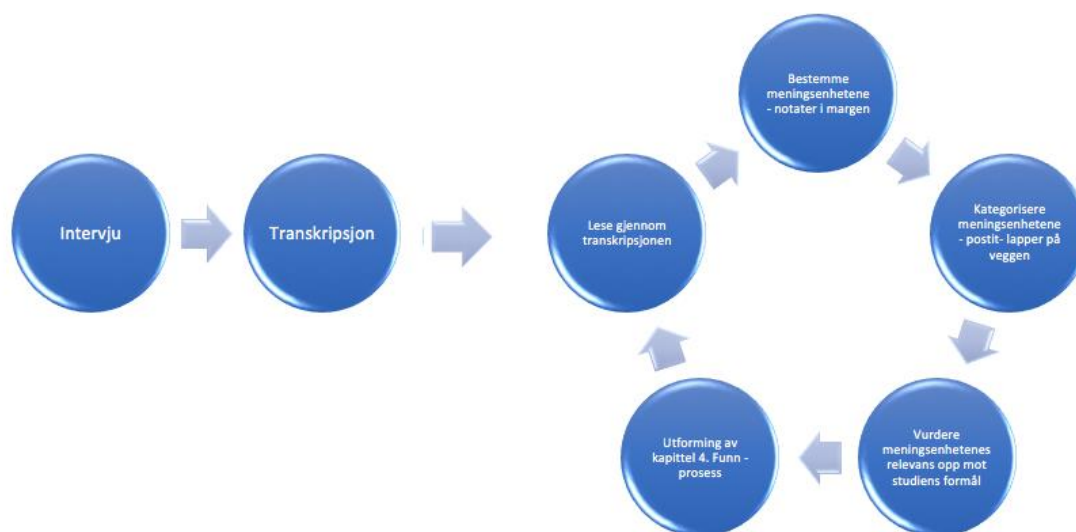 Intervju
Transkripsjon
Lese gjennom
transkripsjonen
Bestemme
meningsenhetene
- notater i margen
Kategorisere
meningsenhetene
- postit- lapper på
veggen
Vurdere
meningsenhetenes
relevans opp mot
studiens formål
Utforming av
kapittel 4. Funn -
prosess